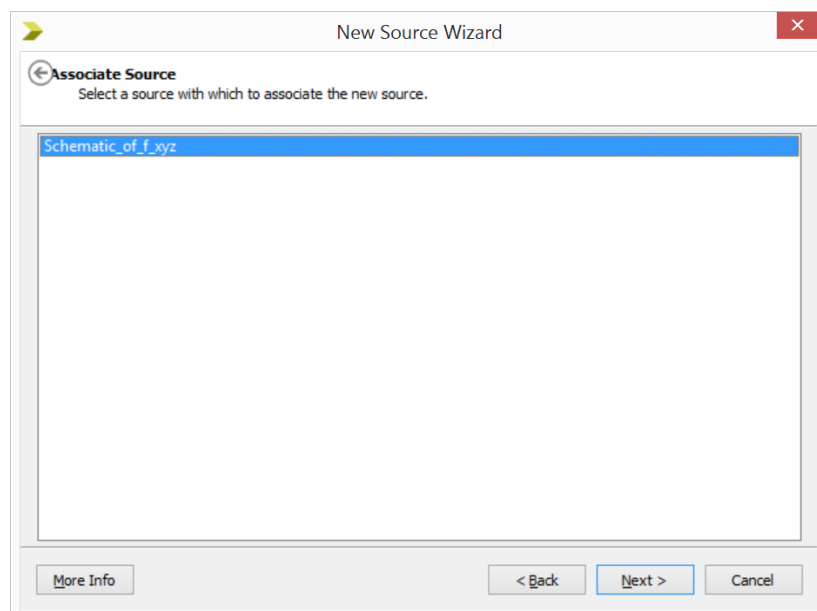 New Source Wizard
Associate Source
Select a source with which to associate the new source.
Schematic_of_f_xyz
More Info
< Back
Next >
Cancel